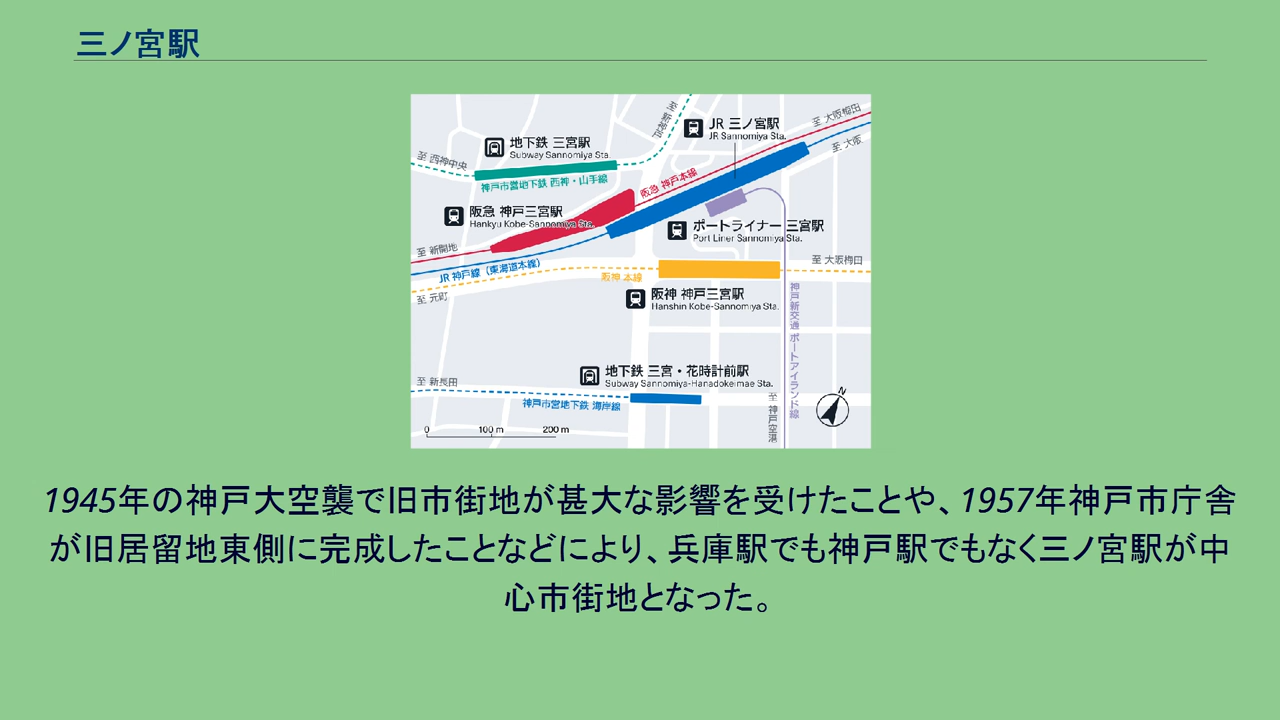 三ノ宮駅
至 新神戸
至 大阪梅田
JR 三ノ宮駅
JR Sannomiya Sta.
至 大阪
地下鉄 三宮駅
Subway Sannomiya Sta.
至 西神中央
神戸市営地下鉄 西神・山手線
阪急 神戸本線
阪急 神戸三宮駅
Hankyu Kobe-Sannomiya Sta.
ポートライナー 三宮駅
Port Liner Sannomiya Sta.
至 新開地
JR 神戸線（東海道本線）
至 大阪梅田
阪神 本線
至 元町
阪神 神戸三宮駅
Hanshin Kobe-Sannomiya Sta.
神戸新交通 ポートアイランド線
地下鉄 三宮・花時計前駅
Subway Sannomiya-Hanadokeimae Sta.
至 新長田
神戸市営地下鉄 海岸線
至 神戸空港
N
0 100 m 200 m
1945年の神戸大空襲で旧市街地が甚大な影響を受けたことや、1957年神戸市庁舎
が旧居留地東側に完成したことなどにより、兵庫駅でも神戸駅でもなく三ノ宮駅が中
心市街地となった。